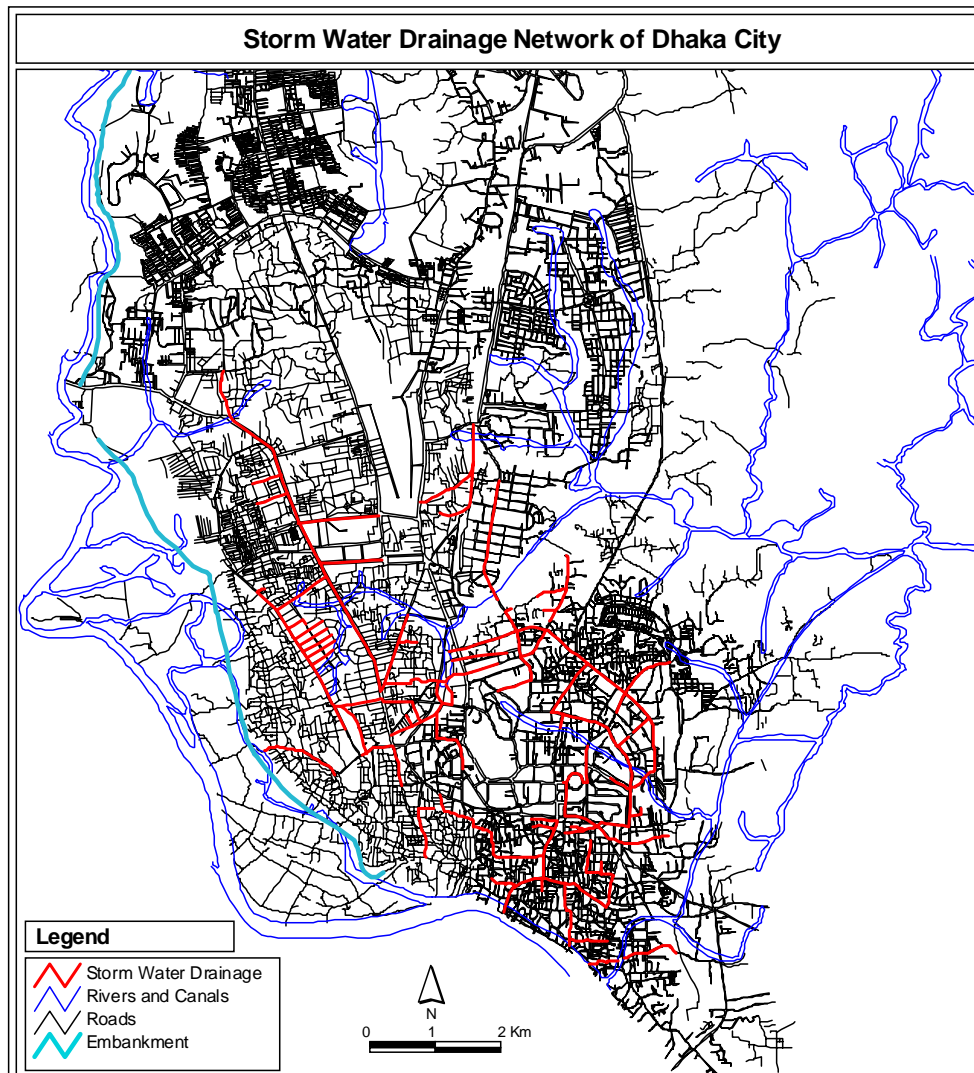 Storm Water Drainage Network of Dhaka City
Legend
Storm Water Drainage
Rivers and Canals
Roads
Embankment
N
0 1 2 Km